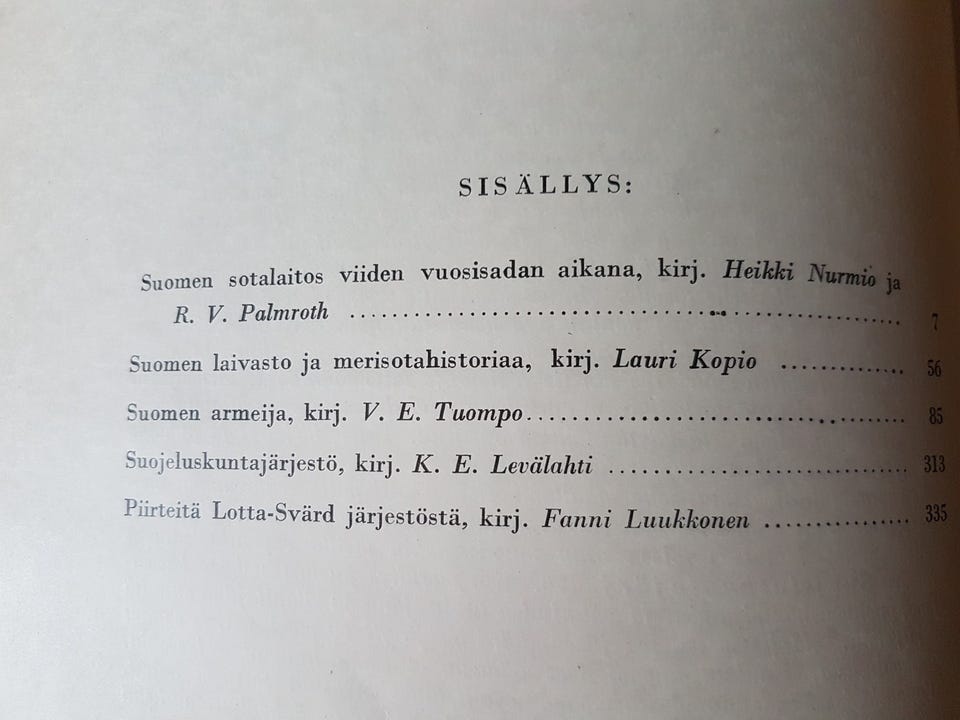 SISÄLLYS:
Suomen sotalaitos viiden vuosisadan aikana, kirj. Heikki Nurmio ja
R. V. Palmroth .......................................... 7
Suomen laivasto ja merisotahistoriaa, kirj. Lauri Kopio .............. 56
Suomen armeija, kirj. V. E. Tuompo.............................. 85
Suojeluskuntajärjestö, kirj. K. E. Levälahti ........................ 313
Piirteitä Lotta-Svärd järjestöstä, kirj. Fanni Luukkonen ................ 335